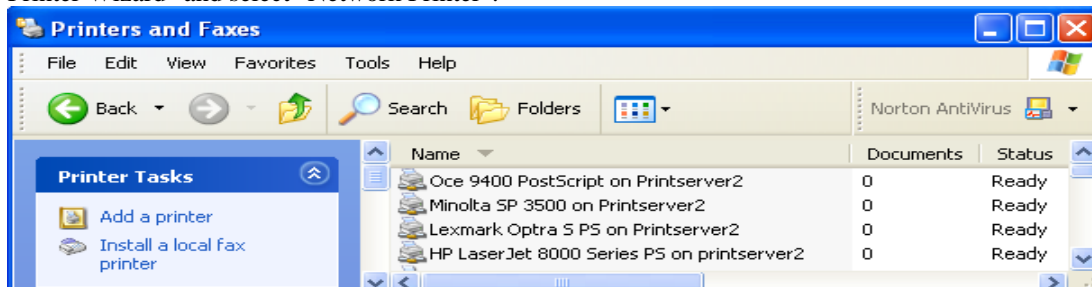 Printer Wizard" and select "Network Printer".
Printers and Faxes
File Edit View Favorites Tools Help
Back Search Folders Norton AntiVirus
Name Documents Status
Printer Tasks
Oce 9400 PostScript on Printserver2 0 Ready
Minolta SP 3500 on Printserver2 0 Ready
Add a printer
Lexmark Optra S PS on Printserver2 0 Ready
Install a local fax
printer
HP LaserJet 8000 Series PS on printserver2 0 Ready